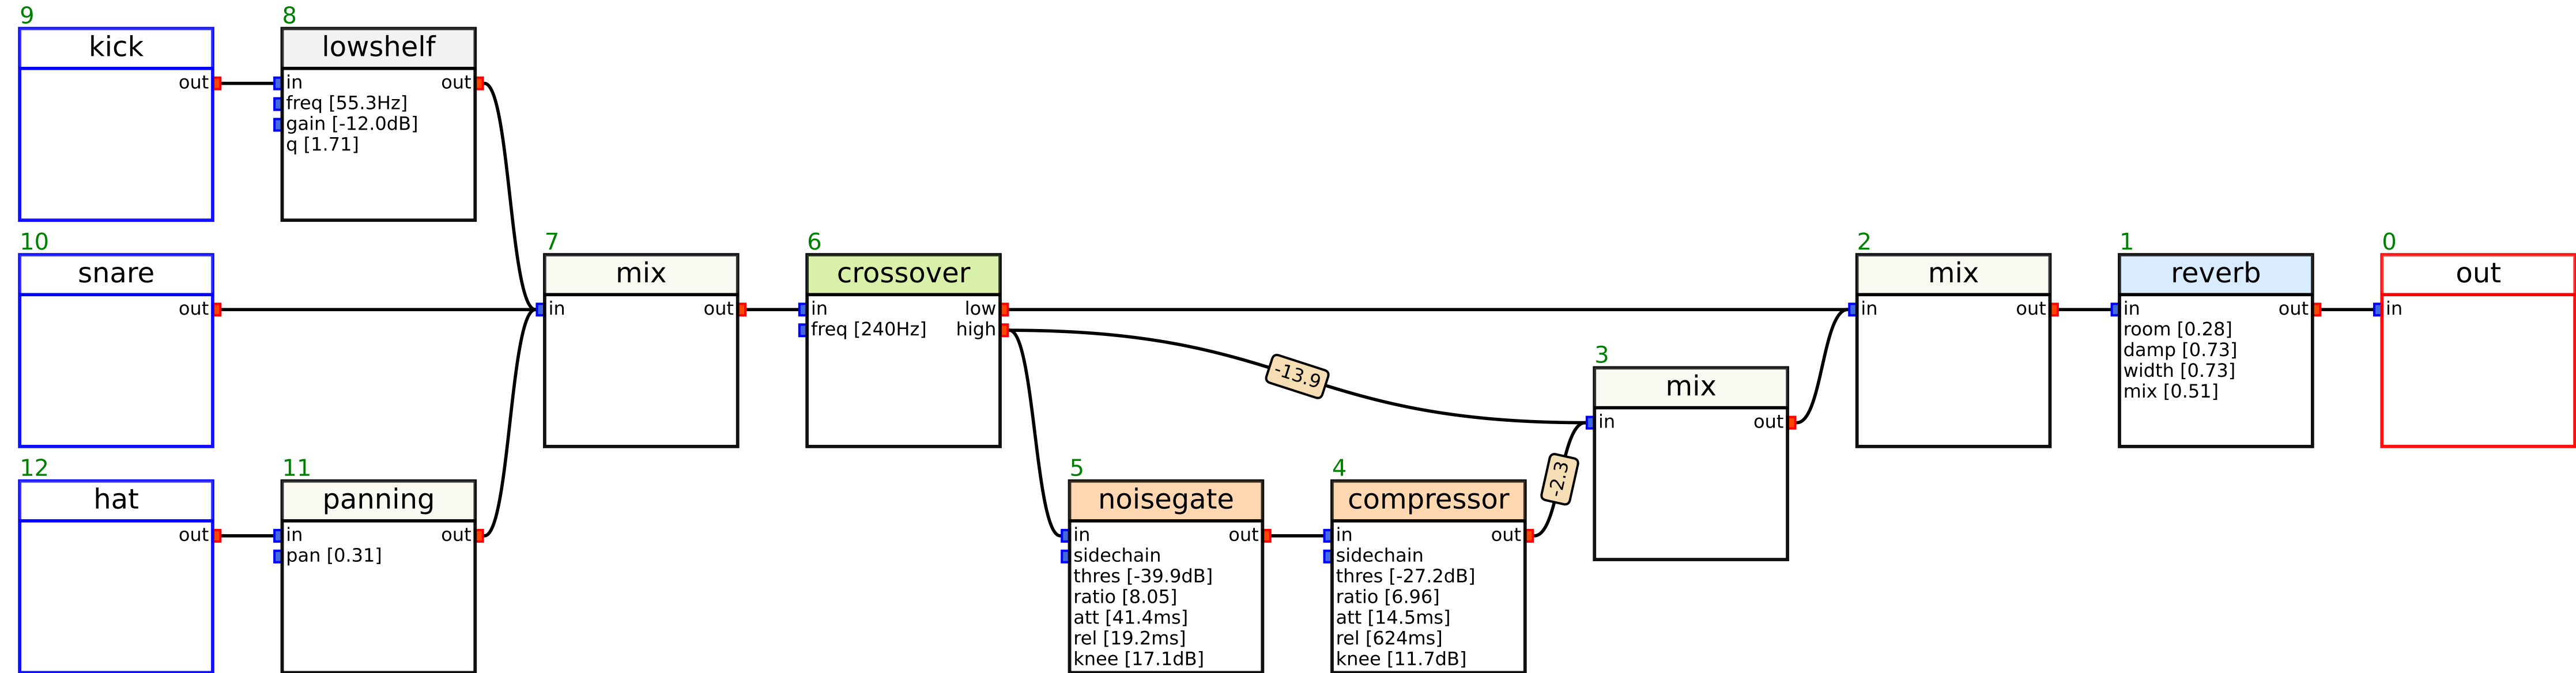 9
kick
out
8
lowshelf
in out
freq [55.3Hz]
gain [-12.0dB]
q [1.71]
10
snare
out
12
hat
out
11
panning
in out
pan [0.31]
7
mix
in out
6
crossover
in low
freq [240Hz] high
-13.9
5
noisegate
in out
sidechain
thres [-39.9dB]
ratio [8.05]
att [41.4ms]
rel [19.2ms]
knee [17.1dB]
4
compressor
in out
sidechain
thres [-27.2dB]
ratio [6.96]
att [14.5ms]
rel [624ms]
knee [11.7dB]
-2.3
3
mix
in out
2
mix
in out
1
reverb
in out
room [0.28]
damp [0.73]
width [0.73]
mix [0.51]
0
out
in